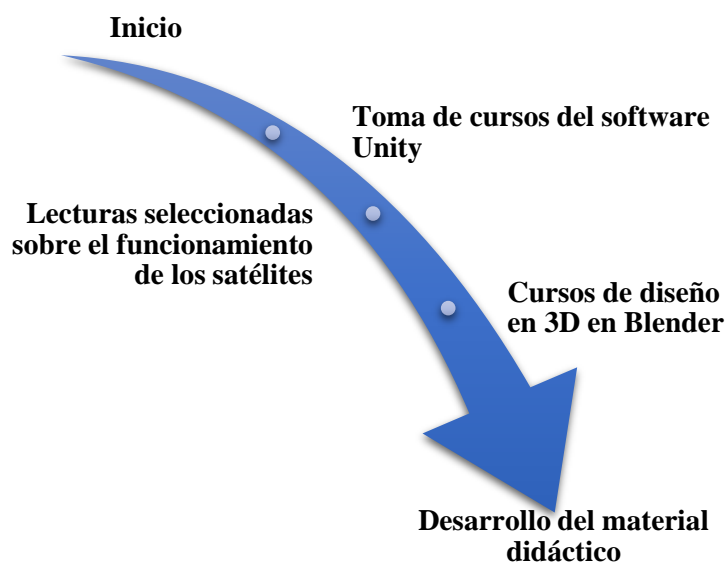 Inicio
Toma de cursos del software
Unity
Lecturas seleccionadas
sobre el funcionamiento
de los satélites
Cursos de diseño
en 3D en Blender
Desarrollo del material
didáctico